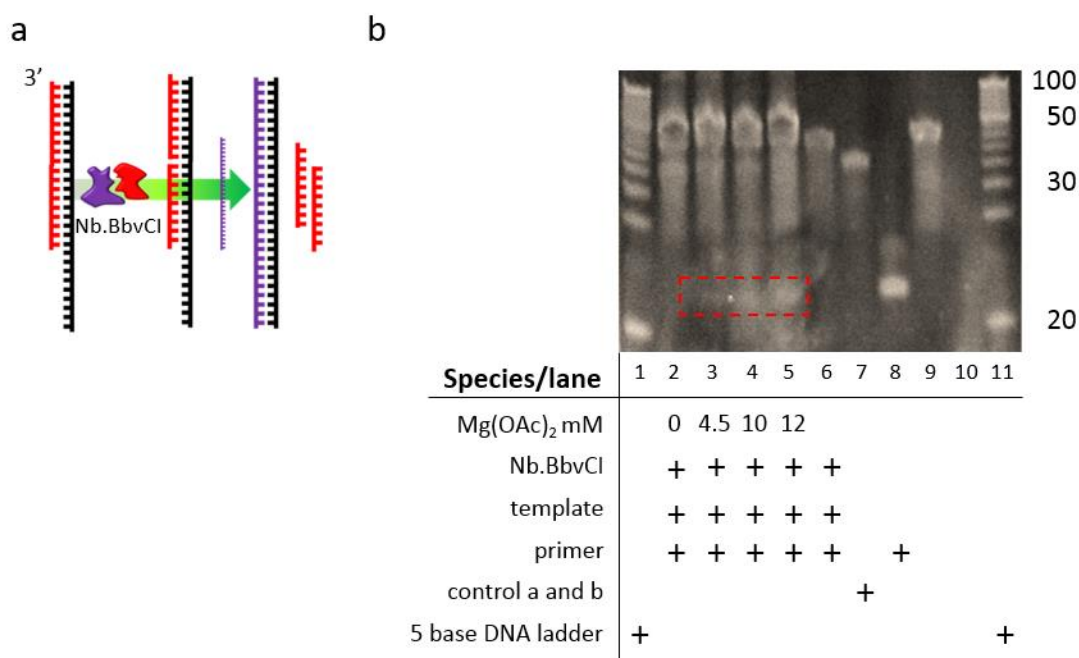 a
b
3’
Nb.BbvCI
100
50
30
20
Species/lane 1 2 3 4 5 6 7 8 9 10 11
Mg(OAc)2 mM 0 4.5 10 12
Nb.BbvCI + + + + +
template + + + + +
primer + + + + + +
control a and b +
5 base DNA ladder + +